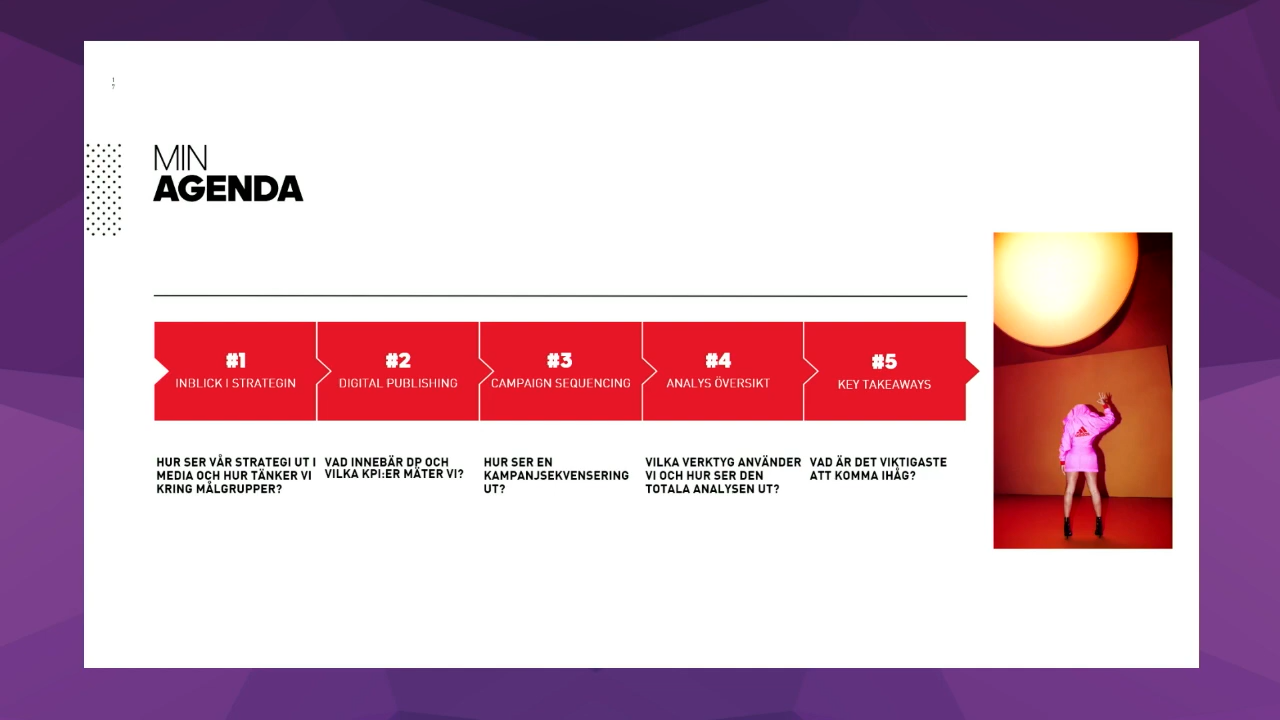 MIN
AGENDA
#1
INBLICK I STRATEGIN
#2
DIGITAL PUBLISHING
#3
CAMPAIGN SEQUENCING
#4
ANALYS ÖVERSIKT
#5
KEY TAKEAWAYS
HUR SER VÅR STRATEGI UT I
MEDIA OCH HUR TÄNKER VI
KRING MÅLGRUPPER?
VAD INNEBÄR DP OCH
VILKA KPI:ER MÄTER VI?
HUR SER EN
KAMPANJSEKVENSERING
UT?
VILKA VERKTYG ANVÄNDER
VI OCH HUR SER DEN
TOTALA ANALYSEN UT?
VAD ÄR DET VIKTIGASTE
ATT KOMMA IHÅG?